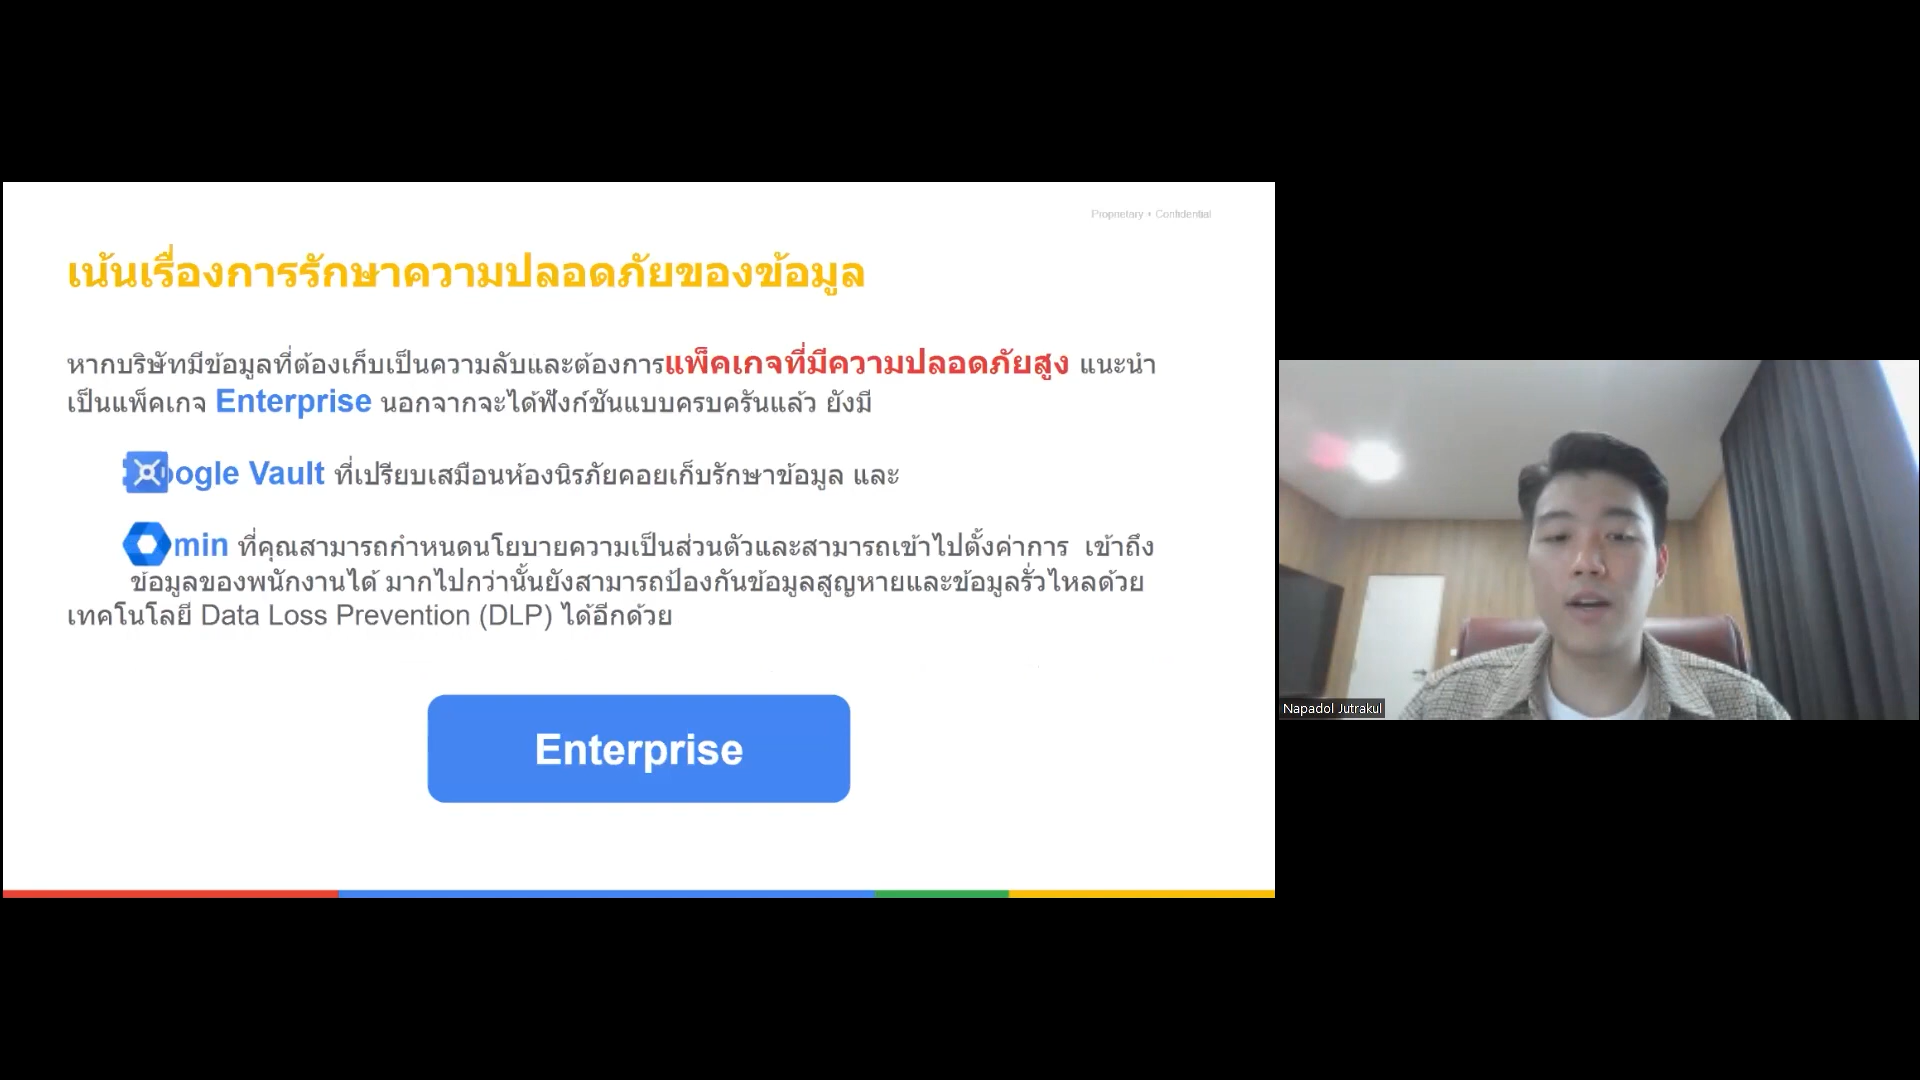 Proprietary + Confidential
เน้นเรื่องการรักษาความปลอดภัยของข้อมูล
หากบริษัทมีข้อมูลที่ต้องเก็บเป็นความลับและต้องการแพ็คเกจที่มีความปลอดภัยสูง แนะนำ
เป็นแพ็คเกจ Enterprise นอกจากจะได้ฟังก์ชันแบบครบครันแล้ว ยังมี
oogle Vault ที่เปรียบเสมือนห้องนิรภัยคอยเก็บรักษาข้อมูล และ
min ที่คุณสามารถกำหนดนโยบายความเป็นส่วนตัวและสามารถเข้าไปตั้งค่าการ เข้าถึง
ข้อมูลของพนักงานได้ มากไปกว่านั้นยังสามารถป้องกันข้อมูลสูญหายและข้อมูลรั่วไหลด้วย
เทคโนโลยี Data Loss Prevention (DLP) ได้อีกด้วย
Enterprise
Napadol Jutrakul